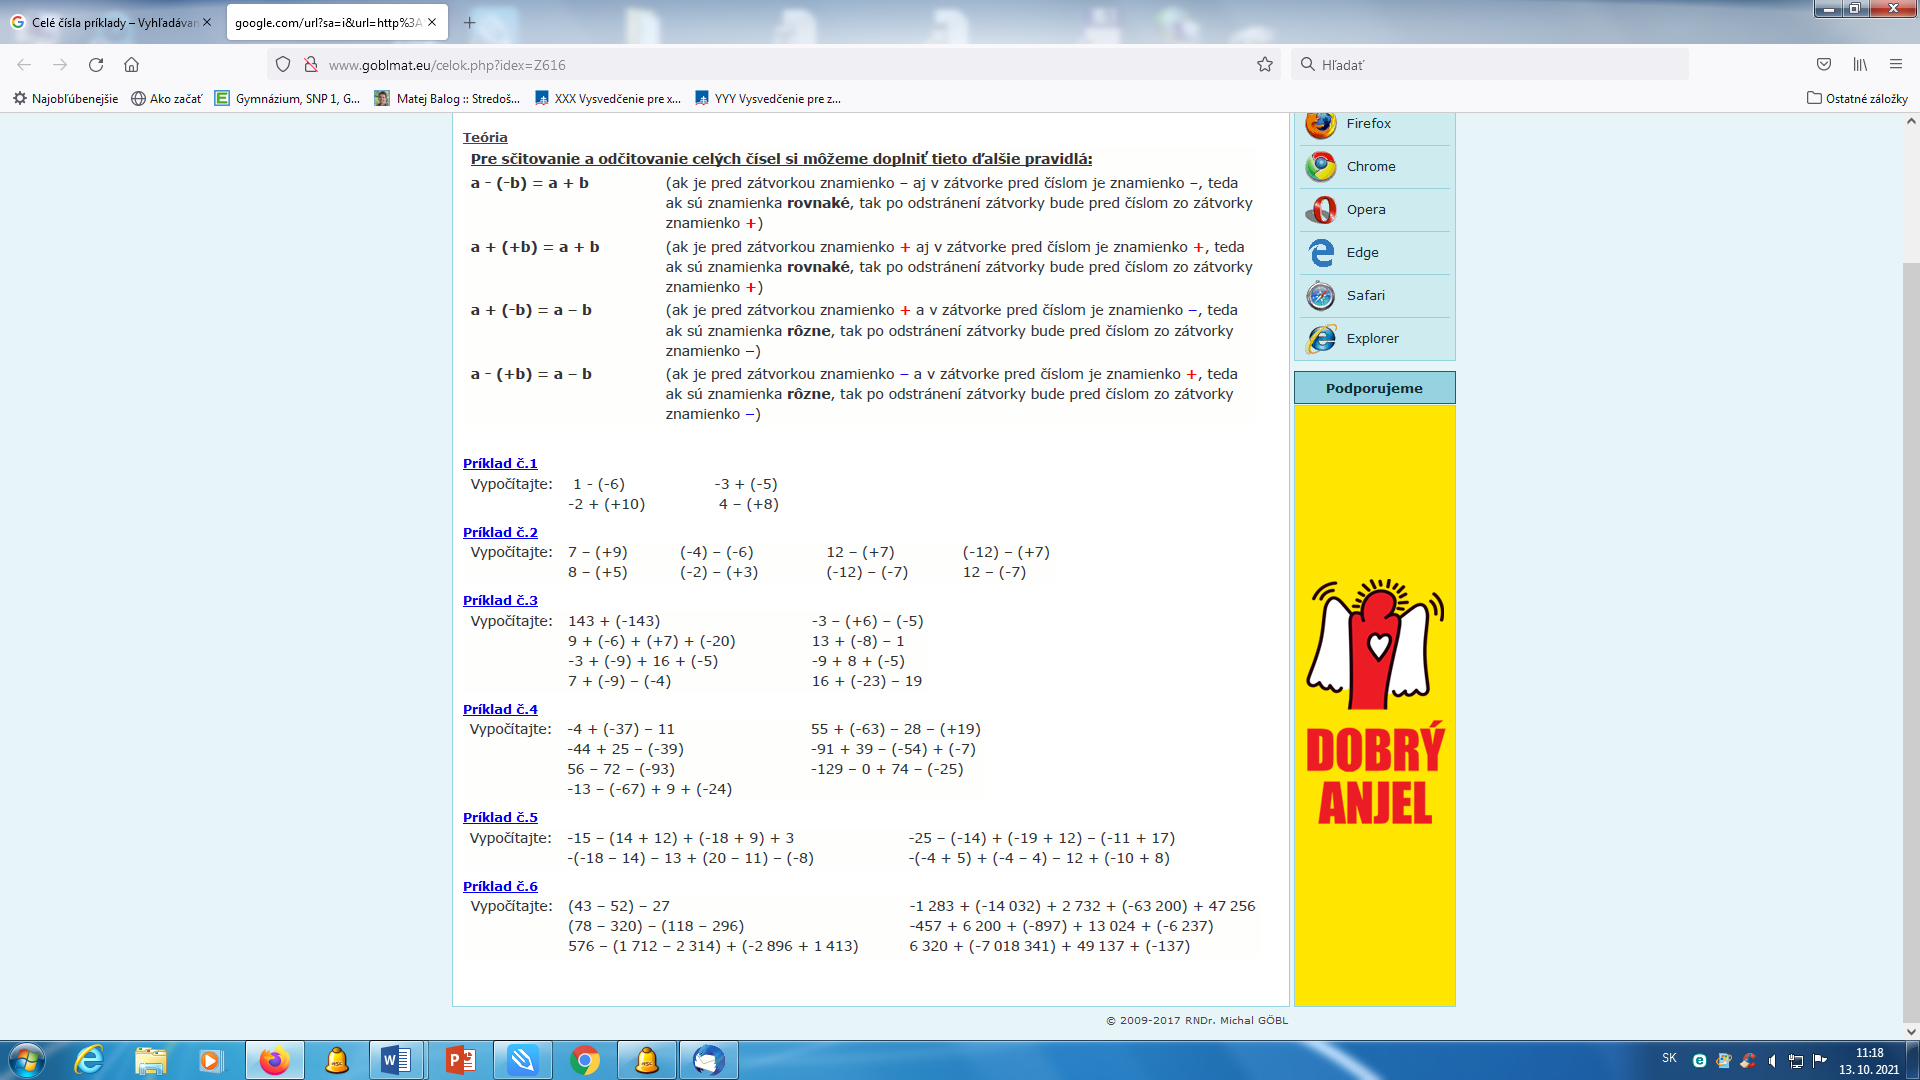 Celé čísla príklady – Vyhľadávan
google.com/url?sa=i&url=http%3A
www.goblmat.eu/celok.php?idex=Z616
Hľadať
Najobľúbenejšie
Ako začať
Gymnázium, SNP 1, G...
Matej Balog :: Stredoš...
XXX Vysvedčenie pre x...
YYY Vysvedčenie pre z...
Ostatné záložky
Teória
Pre sčitovanie a odčitovanie celých čísel si môžeme doplniť tieto ďalšie pravidlá:
a - (-b) = a + b (ak je pred zátvorkou znamienko – aj v zátvorke pred číslom je znamienko –, teda
ak sú znamienka rovnaké, tak po odstránení zátvorky bude pred číslom zo zátvorky
znamienko +)
a + (+b) = a + b (ak je pred zátvorkou znamienko + aj v zátvorke pred číslom je znamienko +, teda
ak sú znamienka rovnaké, tak po odstránení zátvorky bude pred číslom zo zátvorky
znamienko +)
a + (-b) = a – b (ak je pred zátvorkou znamienko + a v zátvorke pred číslom je znamienko –, teda
ak sú znamienka rôzne, tak po odstránení zátvorky bude pred číslom zo zátvorky
znamienko –)
a - (+b) = a – b (ak je pred zátvorkou znamienko – a v zátvorke pred číslom je znamienko +, teda
ak sú znamienka rôzne, tak po odstránení zátvorky bude pred číslom zo zátvorky
znamienko –)
Príklad č.1
Vypočítajte: 1 - (-6) -3 + (-5)
-2 + (+10) 4 – (+8)
Príklad č.2
Vypočítajte: 7 – (+9) (-4) – (-6) 12 – (+7) (-12) – (+7)
8 – (+5) (-2) – (+3) (-12) – (-7) 12 – (-7)
Príklad č.3
Vypočítajte: 143 + (-143) -3 – (+6) – (-5)
9 + (-6) + (+7) + (-20) 13 + (-8) – 1
-3 + (-9) + 16 + (-5) -9 + 8 + (-5)
7 + (-9) – (-4) 16 + (-23) – 19
Príklad č.4
Vypočítajte: -4 + (-37) – 11 55 + (-63) – 28 – (+19)
-44 + 25 – (-39) -91 + 39 – (-54) + (-7)
56 – 72 – (-93) -129 – 0 + 74 – (-25)
-13 – (-67) + 9 + (-24)
Príklad č.5
Vypočítajte: -15 – (14 + 12) + (-18 + 9) + 3 -25 – (-14) + (-19 + 12) – (-11 + 17)
-(-18 – 14) – 13 + (20 – 11) – (-8) -(-4 + 5) + (-4 – 4) – 12 + (-10 + 8)
Príklad č.6
Vypočítajte: (43 – 52) – 27 -1 283 + (-14 032) + 2 732 + (-63 200) + 47 256
(78 – 320) – (118 – 296) -457 + 6 200 + (-897) + 13 024 + (-6 237)
576 – (1 712 – 2 314) + (-2 896 + 1 413) 6 320 + (-7 018 341) + 49 137 + (-137)
Firefox
Chrome
Opera
Edge
Safari
Explorer
Podporujeme
DOBRÝ
ANJEL
© 2009-2017 RNDr. Michal GÖBL
SK
11:18
13. 10. 2021